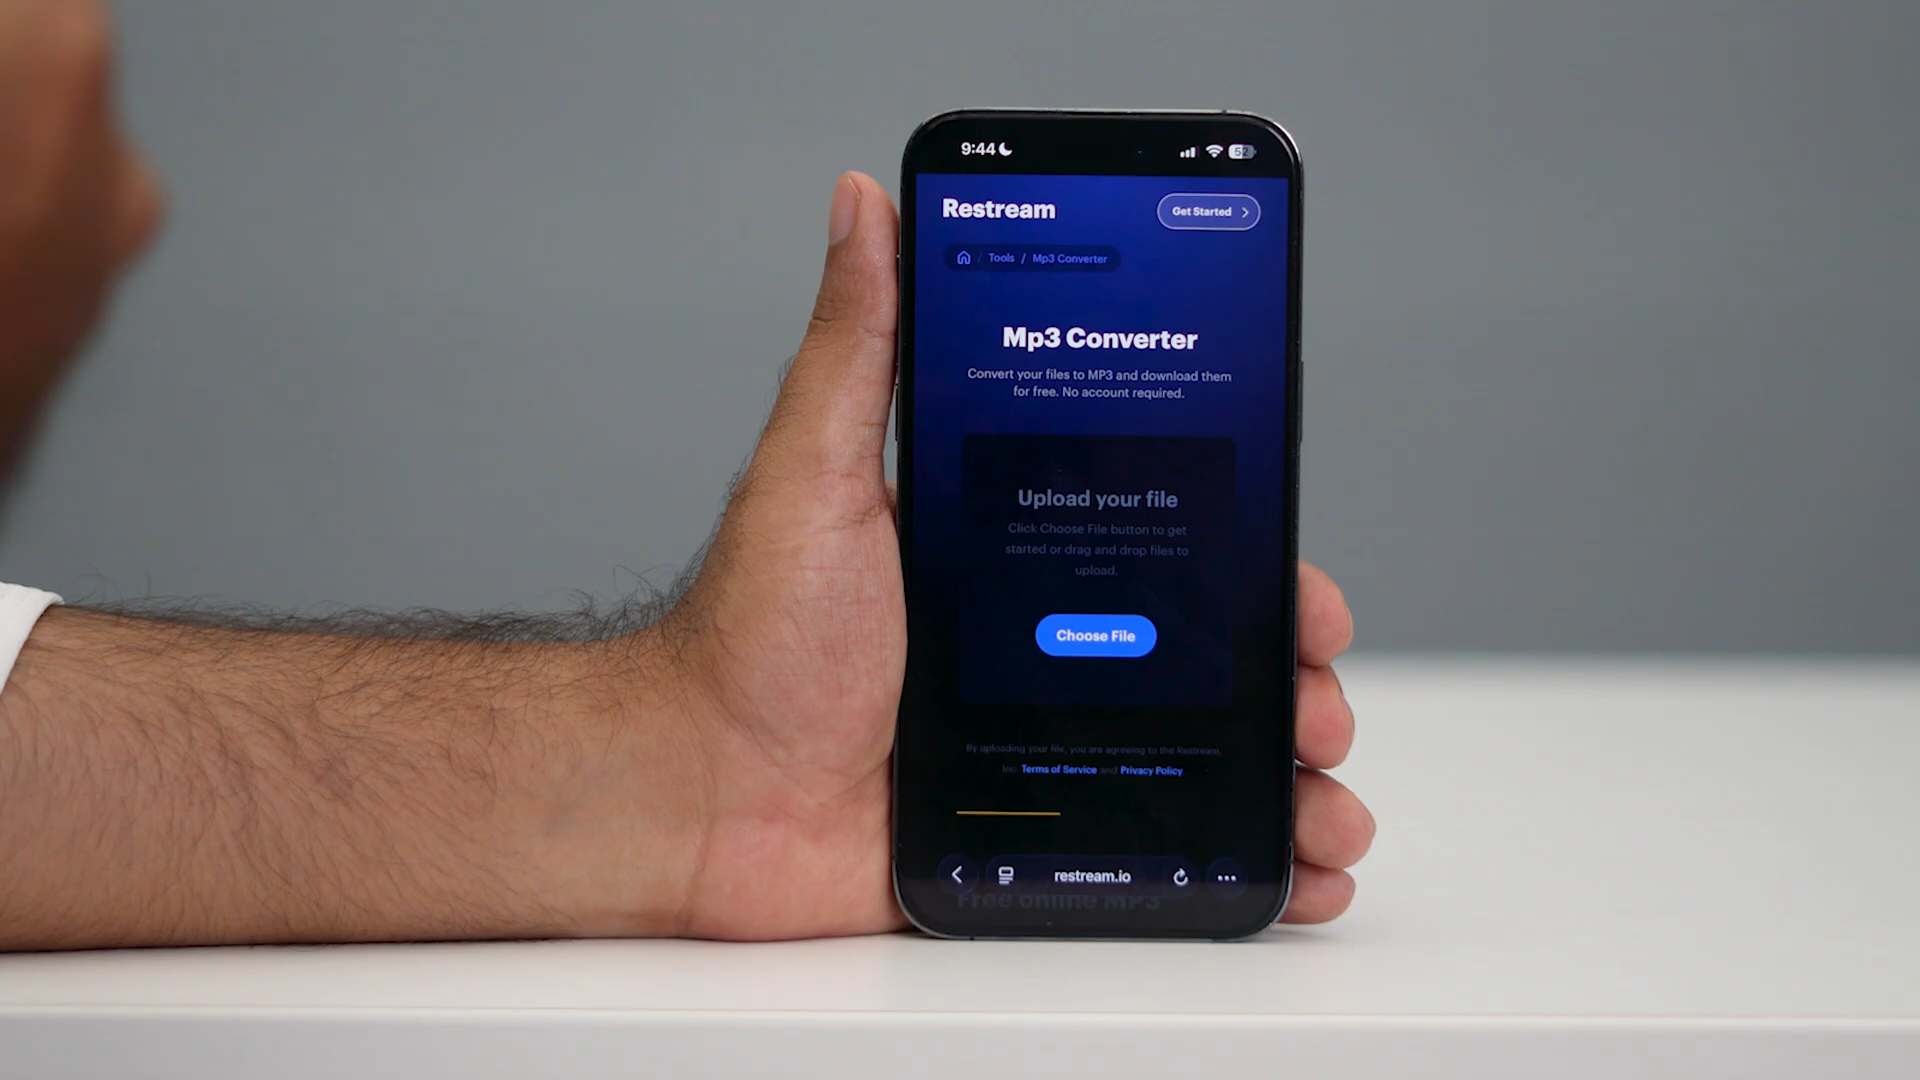 9:44
52
Restream
Get Started
Tools / Mp3 Converter
Mp3 Converter
Convert your files to MP3 and download them
for free. No account required.
Upload your file
Click Choose File button to get
started or drag and drop files to
upload.
Choose File
By uploading your file, you are agreeing to the Restream,
Inc. Terms of Service and Privacy Policy
restream.io
Free online MP3